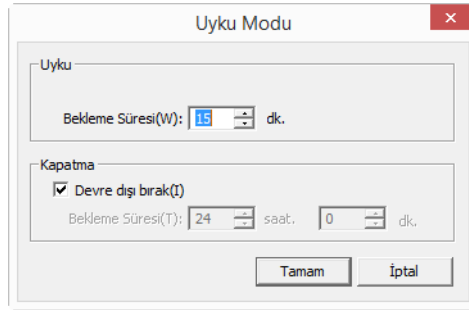 Uyku Modu
Uyku
Bekleme Süresi(W): 15 dk.
Kapatma
Devre dışı bırak(I)
Bekleme Süresi(T): 24 saat. 0 dk.
Tamam İptal